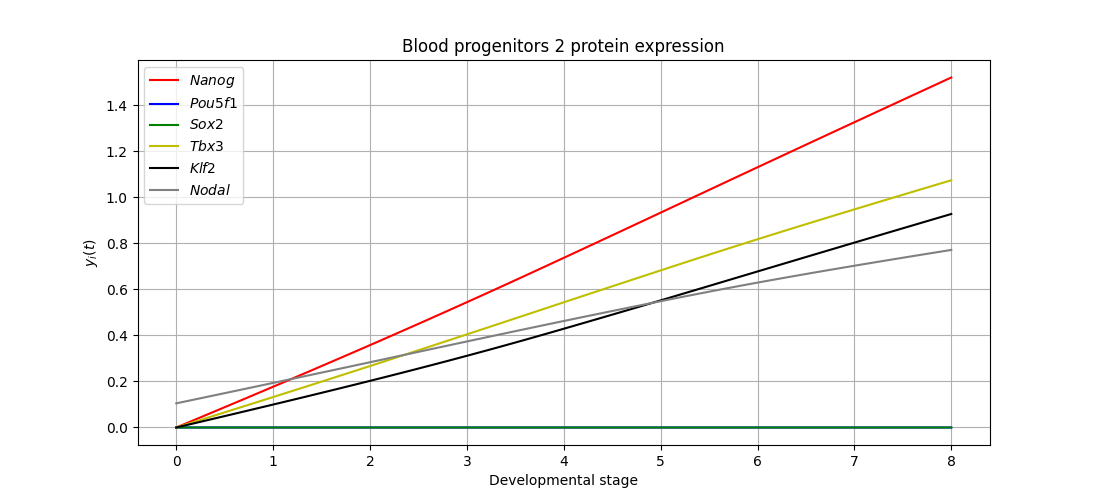 Blood progenitors 2 protein expression
Nanog
Pou5f1
Sox2
Tbx3
Klf2
Nodal
1.4
1.2
1.0
0.8
0.6
0.4
0.2
0.0
yᵢ(t)
0 1 2 3 4 5 6 7 8
Developmental stage